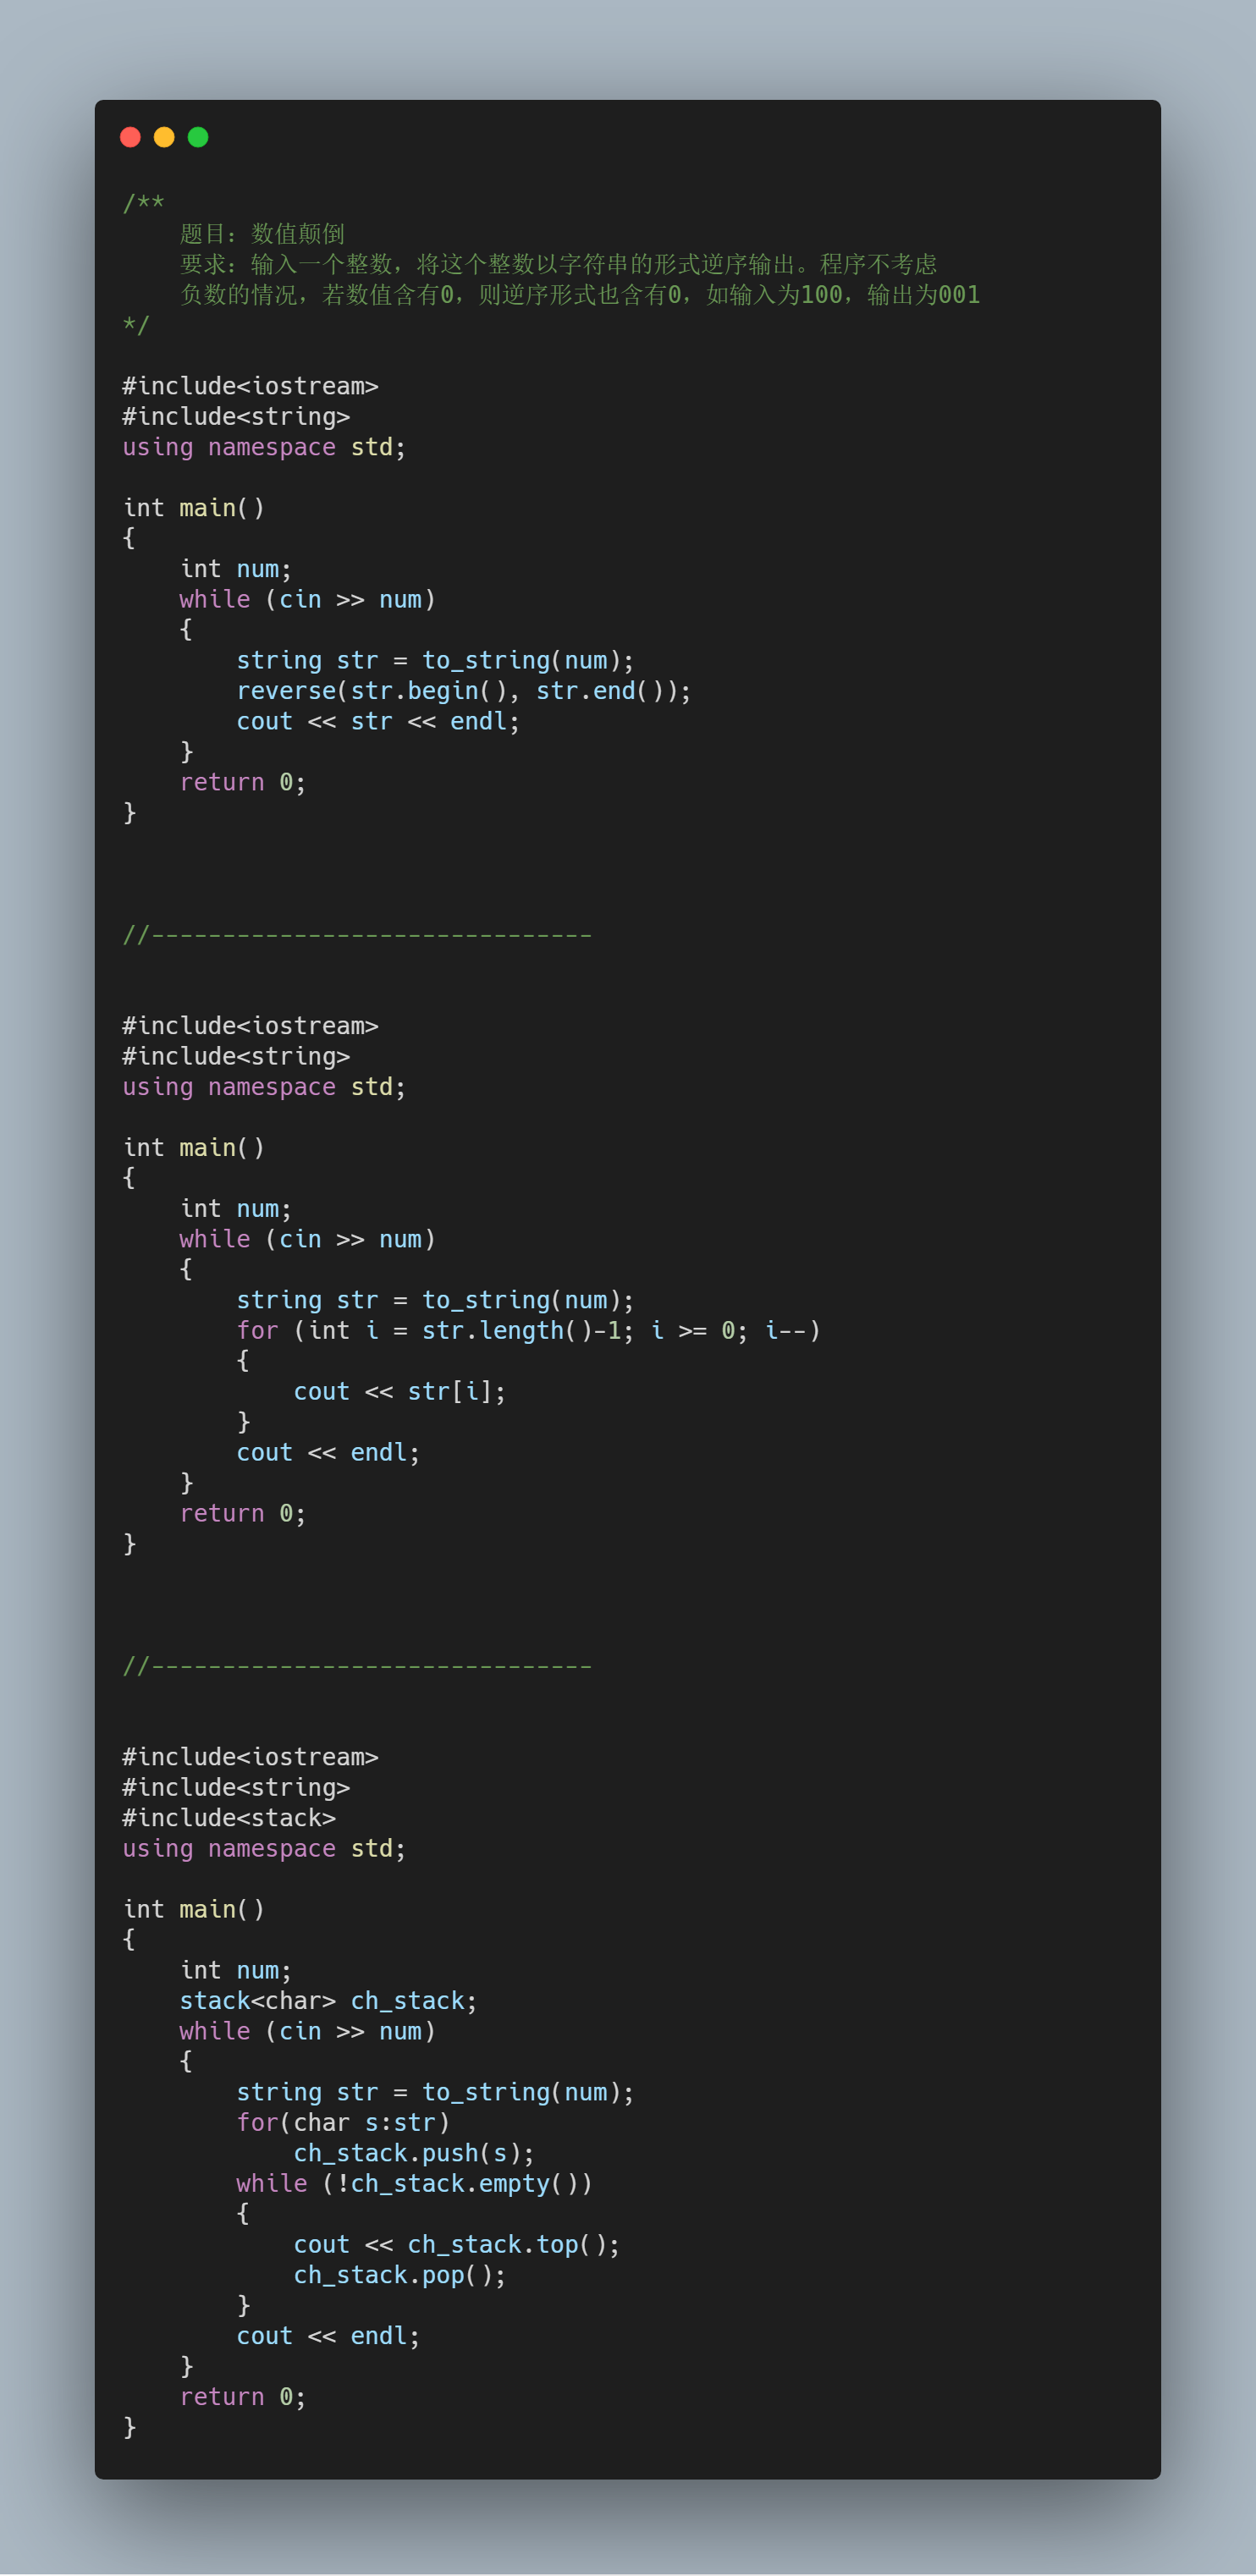 /**
    题目：数值颠倒
    要求：输入一个整数，将这个整数以字符串的形式逆序输出。程序不考虑
    负数的情况，若数值含有0，则逆序形式也含有0，如输入为100，输出为001
*/

#include<iostream>
#include<string>
using namespace std;

int main()
{
    int num;
    while (cin >> num)
    {
        string str = to_string(num);
        reverse(str.begin(), str.end());
        cout << str << endl;
    }
    return 0;
}

//-------------------------------

#include<iostream>
#include<string>
using namespace std;

int main()
{
    int num;
    while (cin >> num)
    {
        string str = to_string(num);
        for (int i = str.length()-1; i >= 0; i--)
        {
            cout << str[i];
        }
        cout << endl;
    }
    return 0;
}

//-------------------------------

#include<iostream>
#include<string>
#include<stack>
using namespace std;

int main()
{
    int num;
    stack<char> ch_stack;
    while (cin >> num)
    {
        string str = to_string(num);
        for(char s:str)
            ch_stack.push(s);
        while (!ch_stack.empty())
        {
            cout << ch_stack.top();
            ch_stack.pop();
        }
        cout << endl;
    }
    return 0;
}